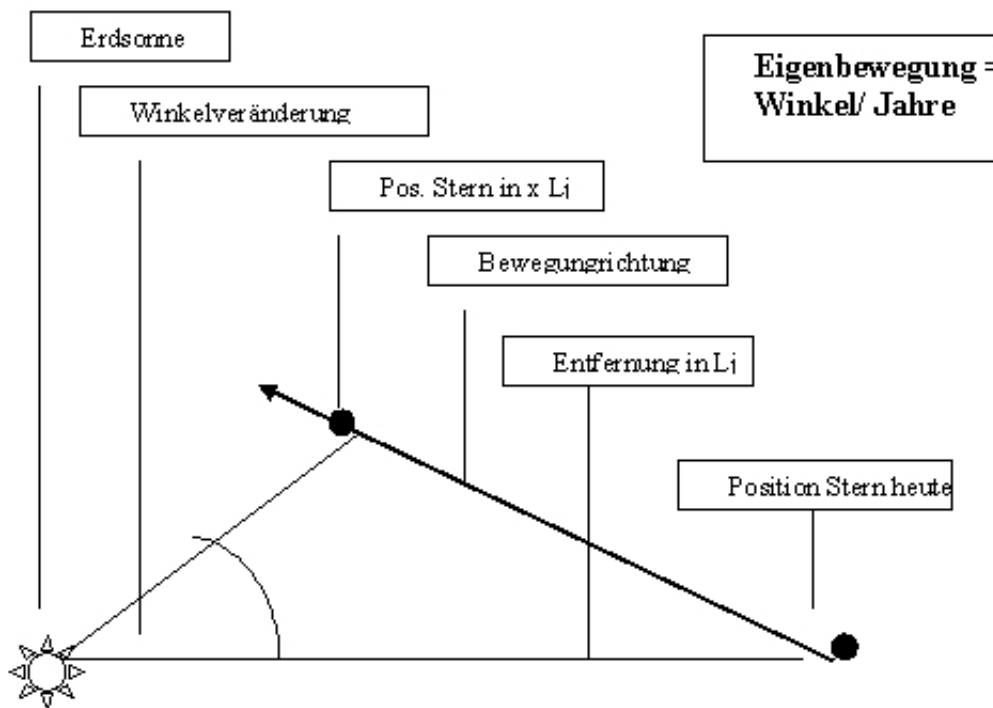 Erdsonne
Eigenbewegung =
Winkel/ Jahre
Winkelveränderung
Pos. Stern in x Lj
Bewegungrichtung
Entfernung in Lj
Position Stern heute